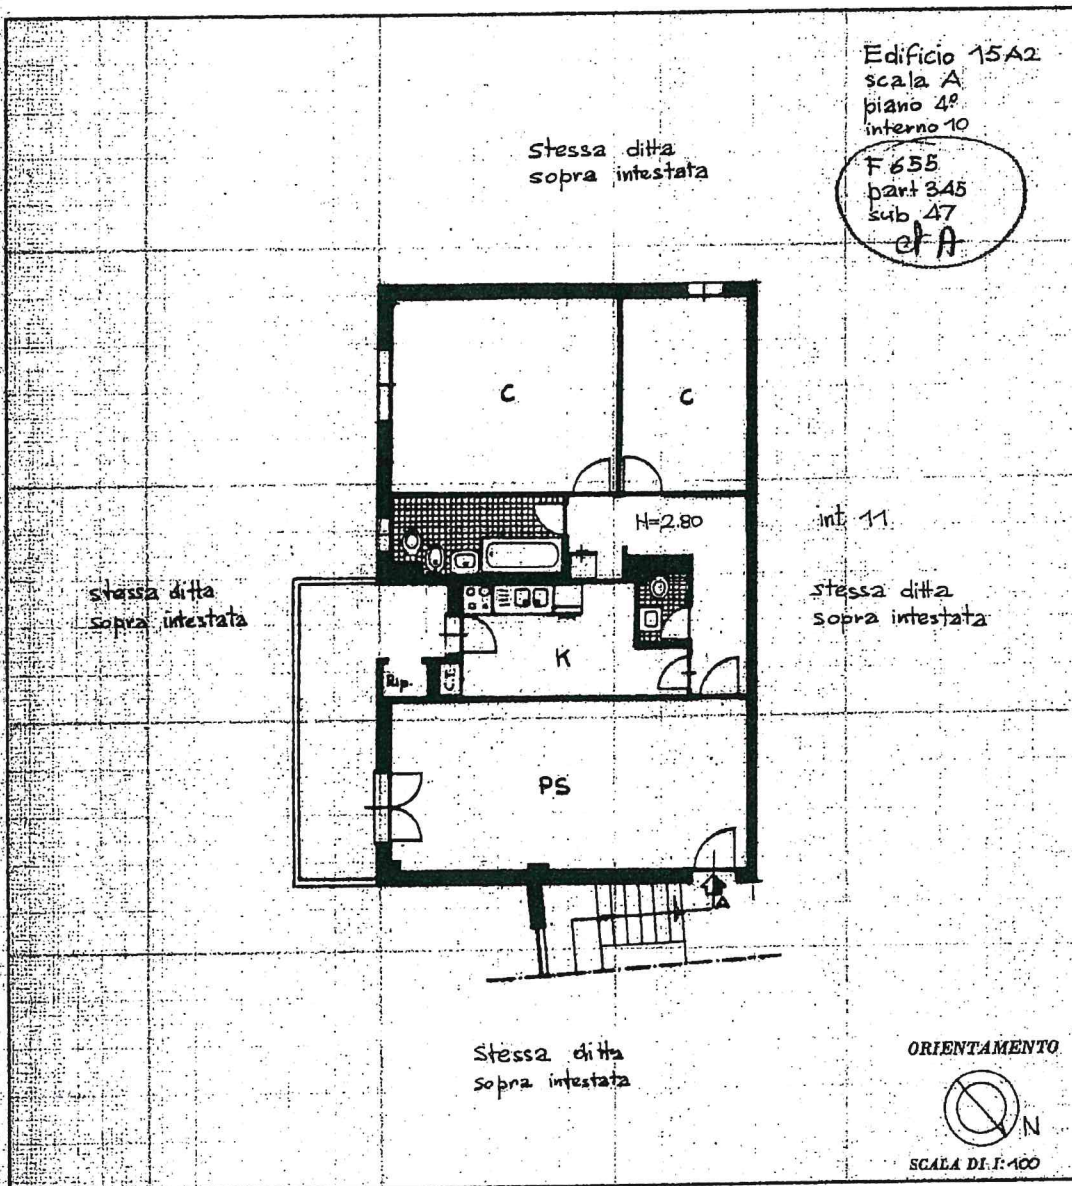 Edificio 15A2
scala A
piano 4º
interno 10
F 655
part 345
sub 47
Stessa ditta
sopra intestata
C
C
H=2.80
int. 11
stessa ditta
sopra intestata
stessa ditta
sopra intestata
K
Rip.
C.T.
PS
A
Stessa ditta
sopra intestata
ORIENTAMENTO
N
SCALA DI 1:100